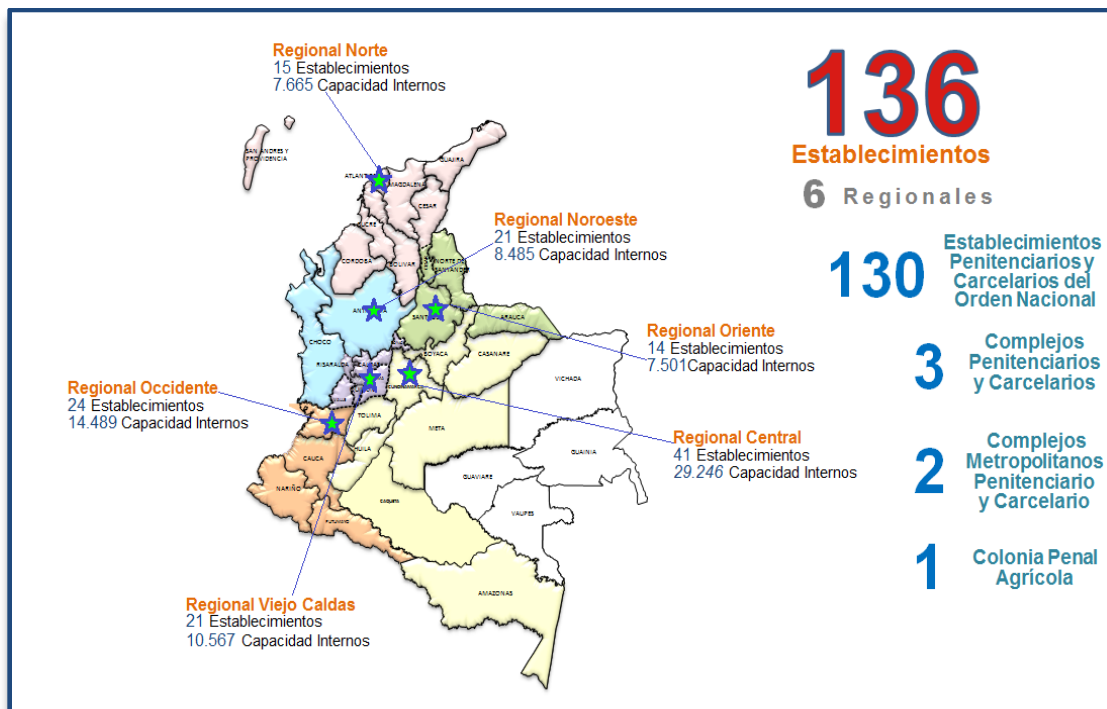 Regional Norte
15 Establecimientos
7.665 Capacidad Internos
136
Establecimientos
6 Regionales
SAN ANDRES Y
PROVIDENCIA
GUAJIRA
MAGDALENA
CESAR
SUCRE
CORDOBA
BOLIVAR
Regional Noroeste
21 Establecimientos
8.485 Capacidad Internos
130
Establecimientos
Penitenciarios y
Carcelarios del
Orden Nacional
NORTE DE
SANTANDER
ARAUCA
CHOCO
RISARALDA
BOYACA
CASANARE
VICHADA
Regional Oriente
14 Establecimientos
7.501Capacidad Internos
3
Complejos
Penitenciarios
y Carcelarios
Regional Occidente
24 Establecimientos
14.489 Capacidad Internos
TOLIMA
META
HUILA
CAUCA
NARIÑO
PUTUMAYO
CAQUETA
GUAVIARE
GUAINIA
VAUPES
AMAZONAS
Regional Central
41 Establecimientos
29.246 Capacidad Internos
2
Complejos
Metropolitanos
Penitenciario
y Carcelario
1
Colonia Penal
Agrícola
Regional Viejo Caldas
21 Establecimientos
10.567 Capacidad Internos